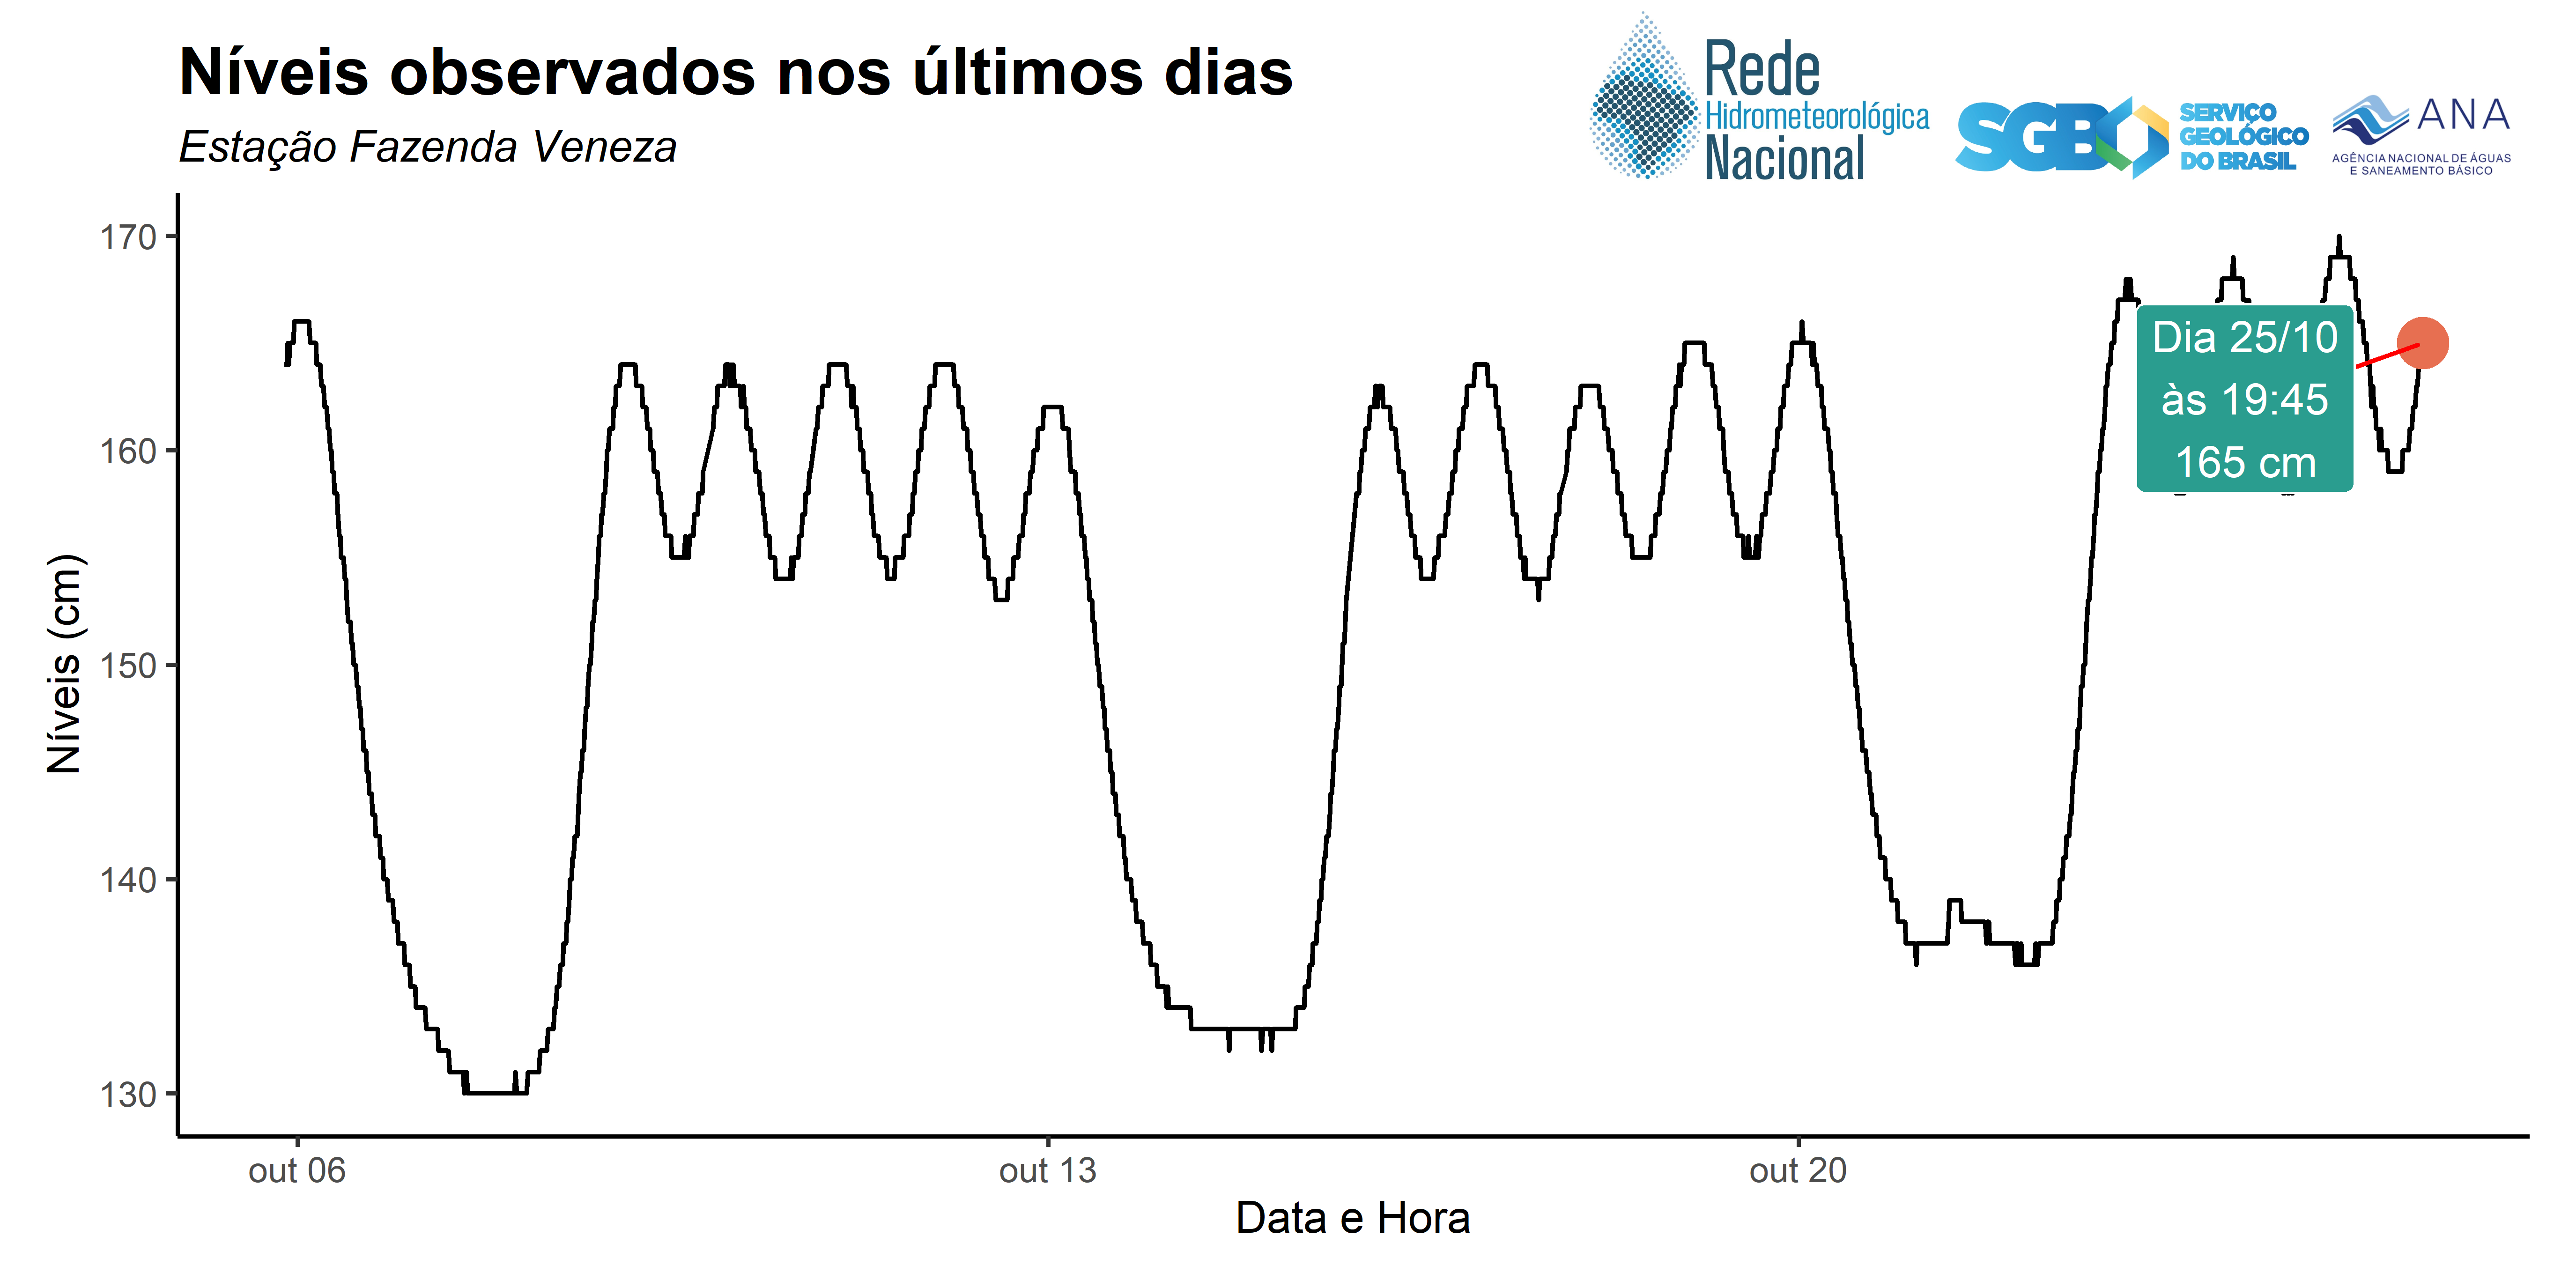 Níveis observados nos últimos dias
Estação Fazenda Veneza
Rede
Hidrometeorológica
Nacional
SGB
SERVIÇO
GEOLÓGICO
DO BRASIL
ANA
AGÊNCIA NACIONAL DE ÁGUAS
E SANEAMENTO BÁSICO
170
160
150
140
130
Níveis (cm)
Dia 25/10
às 19:45
165 cm
out 06
out 13
out 20
Data e Hora